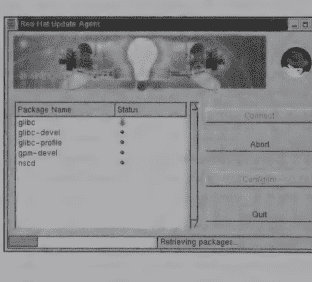 Red Hat Update Agent
Package Name Status
glibc
glibc-devel
glibc-profile
gpm-devel
nscd
Connect
Abort
Configure
Quit
Retrieving packages...